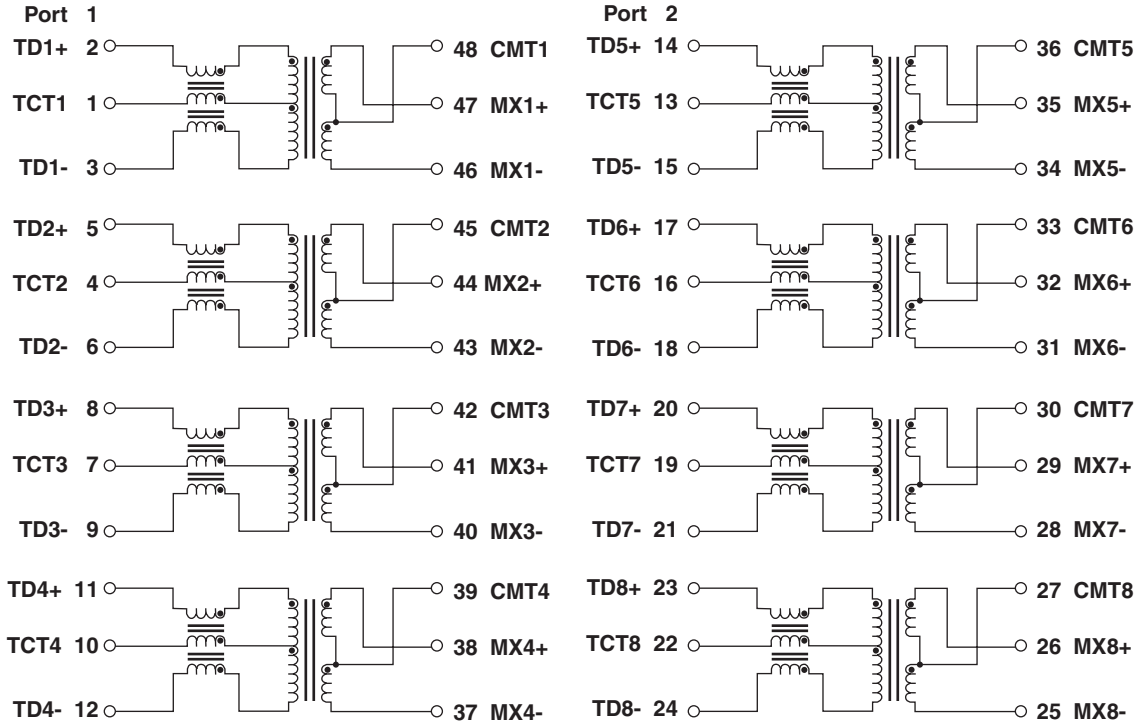 Port 1
TD1+ 2
48 CMT1
TCT1 1
47 MX1+
TD1- 3
46 MX1-
TD2+ 5
45 CMT2
TCT2 4
44 MX2+
TD2- 6
43 MX2-
TD3+ 8
42 CMT3
TCT3 7
41 MX3+
TD3- 9
40 MX3-
TD4+ 11
39 CMT4
TCT4 10
38 MX4+
TD4- 12
37 MX4-
Port 2
TD5+ 14
36 CMT5
TCT5 13
35 MX5+
TD5- 15
34 MX5-
TD6+ 17
33 CMT6
TCT6 16
32 MX6+
TD6- 18
31 MX6-
TD7+ 20
30 CMT7
TCT7 19
29 MX7+
TD7- 21
28 MX7-
TD8+ 23
27 CMT8
TCT8 22
26 MX8+
TD8- 24
25 MX8-